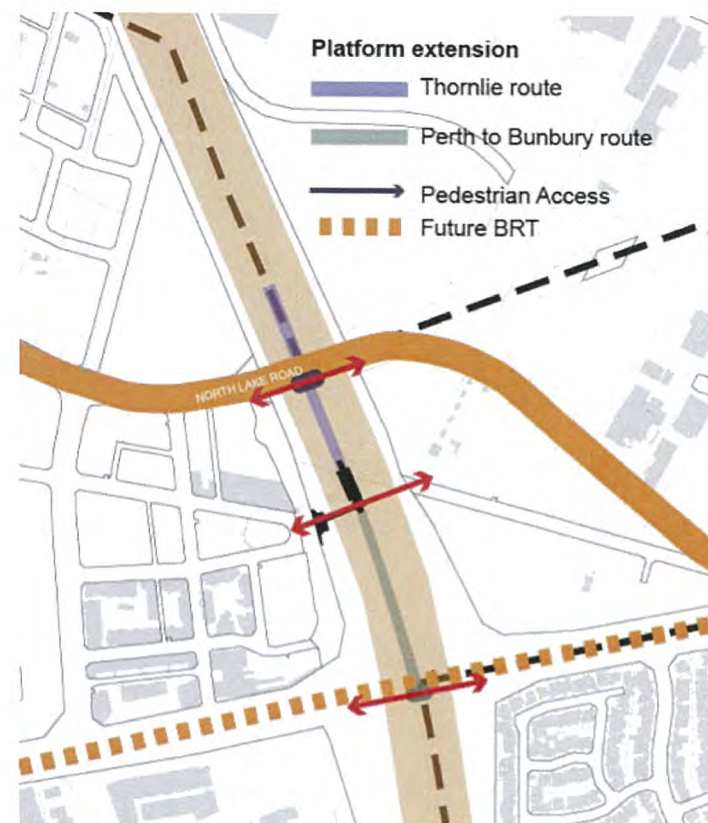 Platform extension
Thornlie route
Perth to Bunbury route
Pedestrian Access
Future BRT
NORTH LAKE ROAD